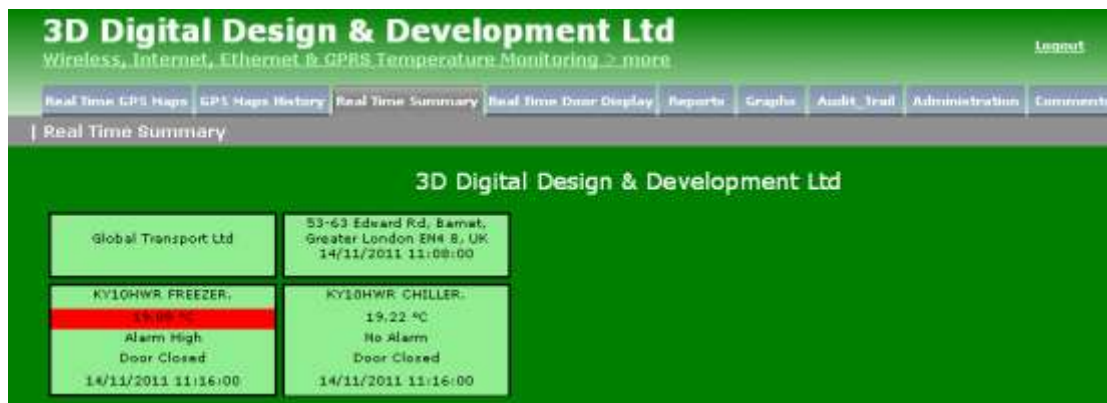 3D Digital Design & Development Ltd
Wireless, Internet, Ethernet & GPRS Temperature Monitoring > more
Logout
Real Time GPS Maps GPS Maps History Real Time Summary Real Time Door Display Reports Graphs Audit_Trail Administration Comments
| Real Time Summary
3D Digital Design & Development Ltd
Global Transport Ltd
53-63 Edward Rd, Barnet,
Greater London EN4 8, UK
14/11/2011 11:08:00
KY10HWR FREEZER.
°C
Alarm High
Door Closed
14/11/2011 11:16:00
KY10HWR CHILLER.
19.22 °C
No Alarm
Door Closed
14/11/2011 11:16:00